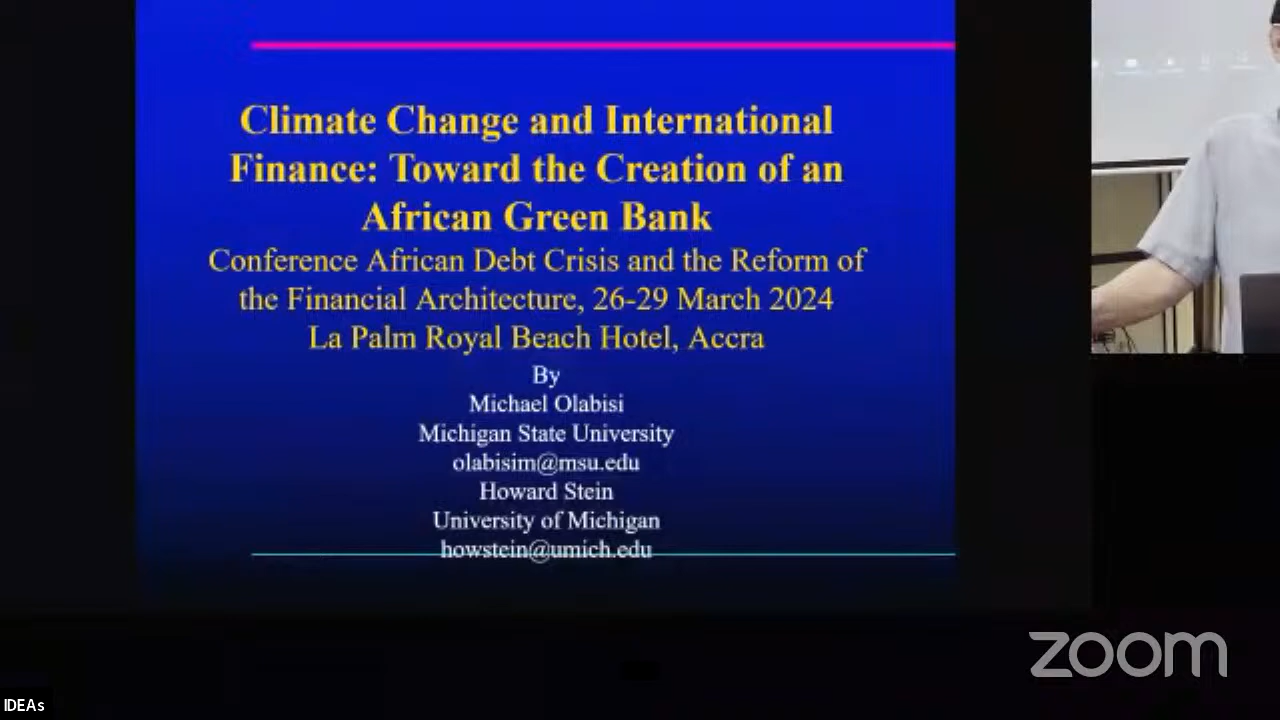 Climate Change and International
Finance: Toward the Creation of an
African Green Bank
Conference African Debt Crisis and the Reform of
the Financial Architecture, 26-29 March 2024
La Palm Royal Beach Hotel, Accra
By
Michael Olabisi
Michigan State University
olabisim@msu.edu
Howard Stein
University of Michigan
howstein@umich.edu
zoom
IDEAs